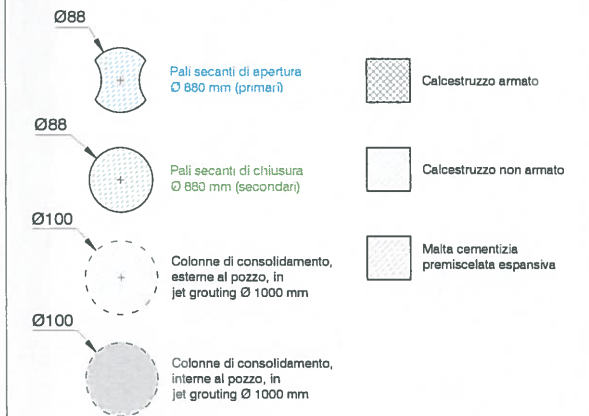 Ø88
Pali secanti di apertura
Ø 880 mm (primari)
Ø88
Pali secanti di chiusura
Ø 880 mm (secondari)
Ø100
Colonne di consolidamento,
esterne al pozzo, in
jet grouting Ø 1000 mm
Ø100
Colonne di consolidamento,
interne al pozzo, in
jet grouting Ø 1000 mm
Calcestruzzo armato
Calcestruzzo non armato
Malta cementizia
premiscelata espansiva